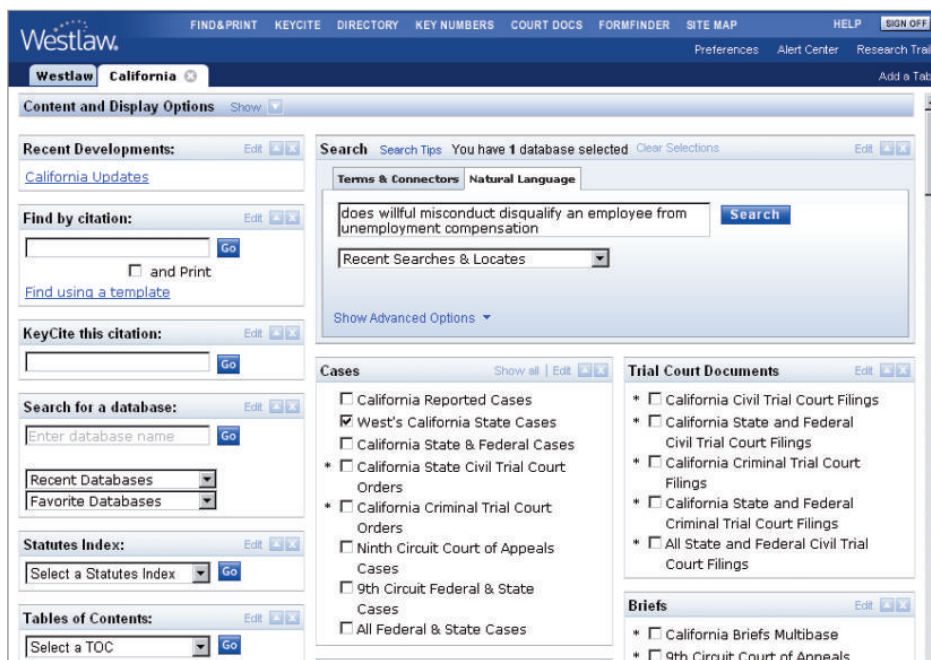 FIND&PRINT KEYCITE DIRECTORY KEY NUMBERS COURT DOCS FORMFINDER SITE MAP HELP SIGN OFF
Westlaw.
Preferences Alert Center Research Trail
Westlaw California Add a Tab
Content and Display Options Show
Recent Developments: Edit
California Updates
Find by citation: Edit
Go
and Print
Find using a template
KeyCite this citation: Edit
Go
Search for a database: Edit
Enter database name Go
Recent Databases
Favorite Databases
Statutes Index: Edit
Select a Statutes Index Go
Tables of Contents: Edit
Select a TOC Go
Search Search Tips You have 1 database selected Clear Selections Edit
Terms & Connectors Natural Language
does willful misconduct disqualify an employee from Search
unemployment compensation
Recent Searches & Locates
Show Advanced Options
Cases Show all | Edit
California Reported Cases
West's California State Cases
California State & Federal Cases
* California State Civil Trial Court
Orders
* California Criminal Trial Court
Orders
Ninth Circuit Court of Appeals
Cases
9th Circuit Federal & State
Cases
All Federal & State Cases
Trial Court Documents Edit
* California Civil Trial Court Filings
* California State and Federal
Civil Trial Court Filings
* California Criminal Trial Court
Filings
* California State and Federal
Criminal Trial Court Filings
* All State and Federal Civil Trial
Court Filings
Briefs Edit
* California Briefs Multibase
* 9th Circuit Court of Appeals